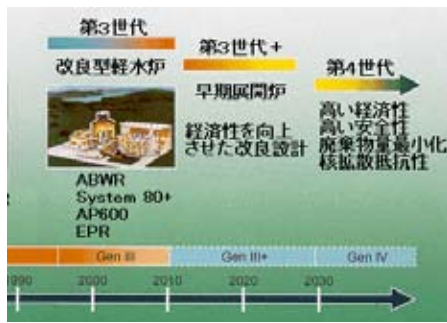 第3世代
改良型軽水炉
ABWR
System 80+
AP600
EPR
第3世代+
早期展開炉
経済性を向上
させた改良設計
第4世代
高い経済性
高い安全性
廃棄物量最小化
核拡散抵抗性
Gen III
Gen III+
Gen IV
1990
2000
2010
2020
2030